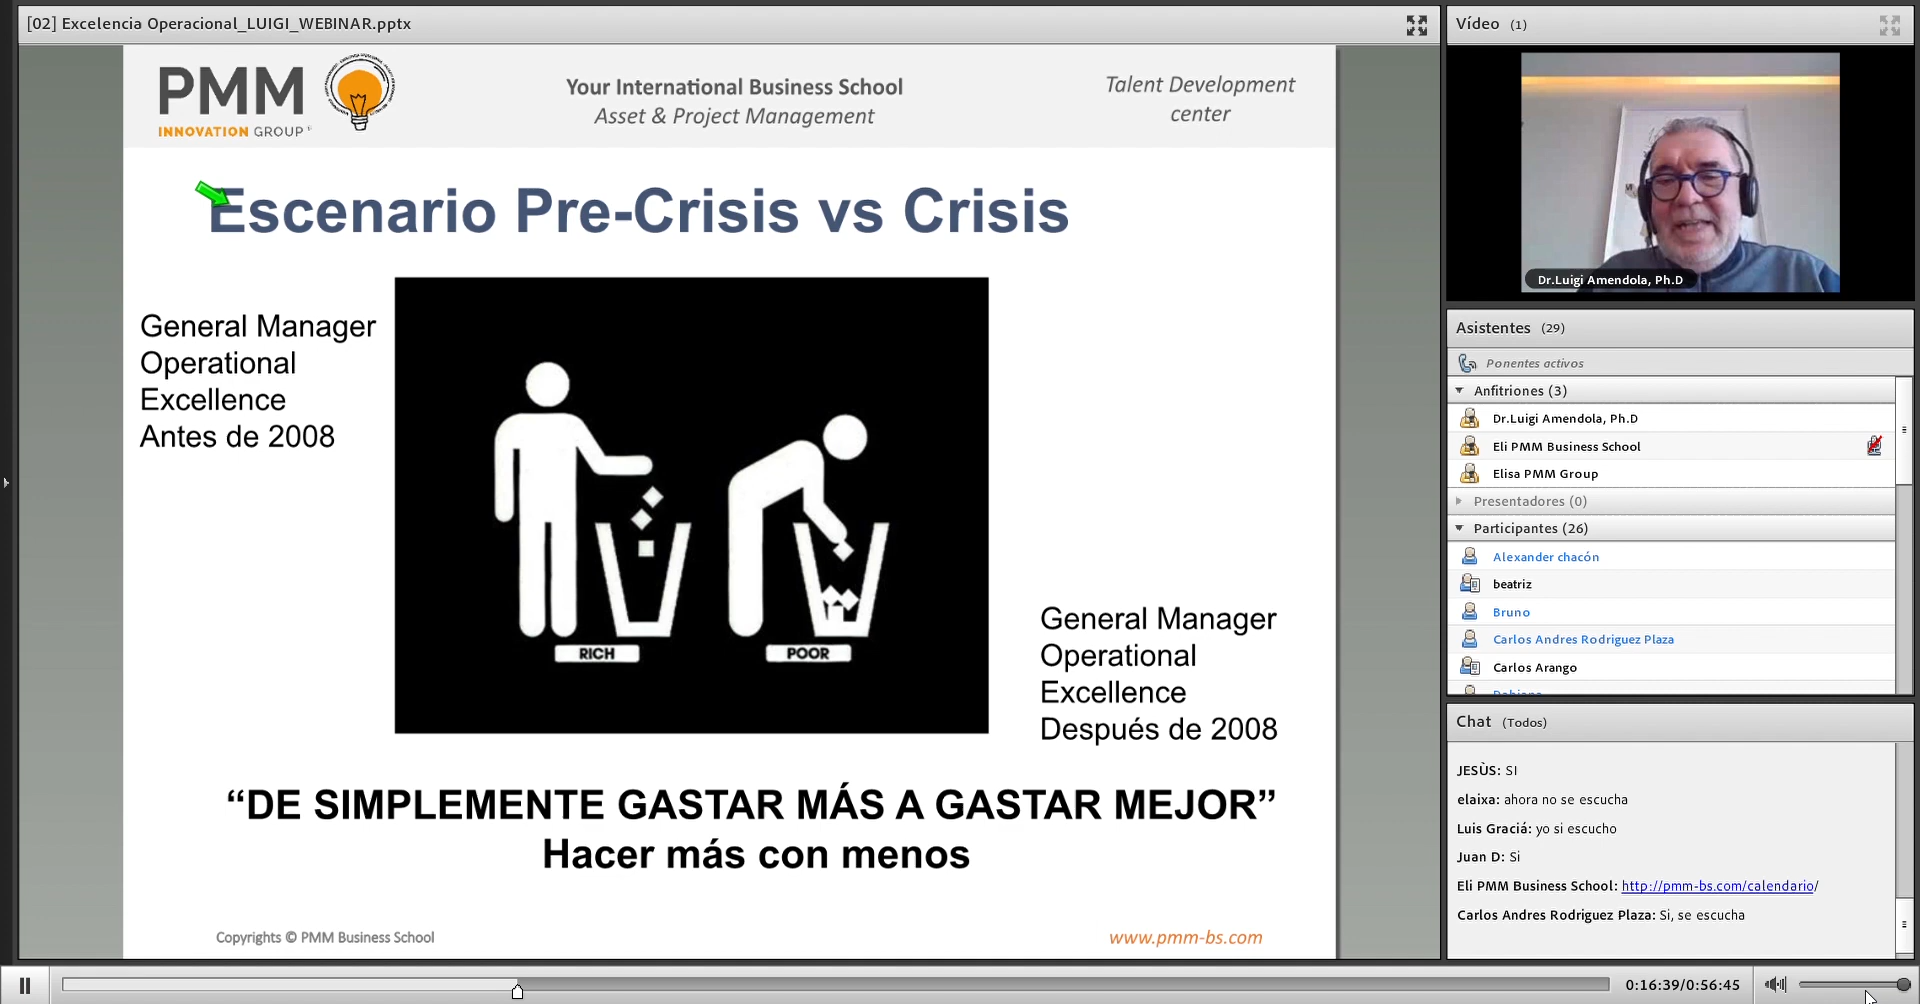 [02] Excelencia Operacional_LUIGI_WEBINAR.pptx
PMM
INNOVATION GROUP
Your International Business School
Asset & Project Management
Talent Development
center
Escenario Pre-Crisis vs Crisis
General Manager
Operational
Excellence
Antes de 2008
RICH
POOR
General Manager
Operational
Excellence
Después de 2008
“DE SIMPLEMENTE GASTAR MÁS A GASTAR MEJOR”
Hacer más con menos
Copyrights © PMM Business School
www.pmm-bs.com
0:16:39/0:56:45
Vídeo (1)
Dr.Luigi Amendola, Ph.D
Asistentes (29)
Ponentes activos
Anfitriones (3)
Dr.Luigi Amendola, Ph.D
Eli PMM Business School
Elisa PMM Group
Presentadores (0)
Participantes (26)
Alexander chacón
beatriz
Bruno
Carlos Andres Rodriguez Plaza
Carlos Arango
Chat (Todos)
JESÙS: SI
elaixa: ahora no se escucha
Luis Graciá: yo si escucho
Juan D: Si
Eli PMM Business School: http://pmm-bs.com/calendario/
Carlos Andres Rodriguez Plaza: Si, se escucha